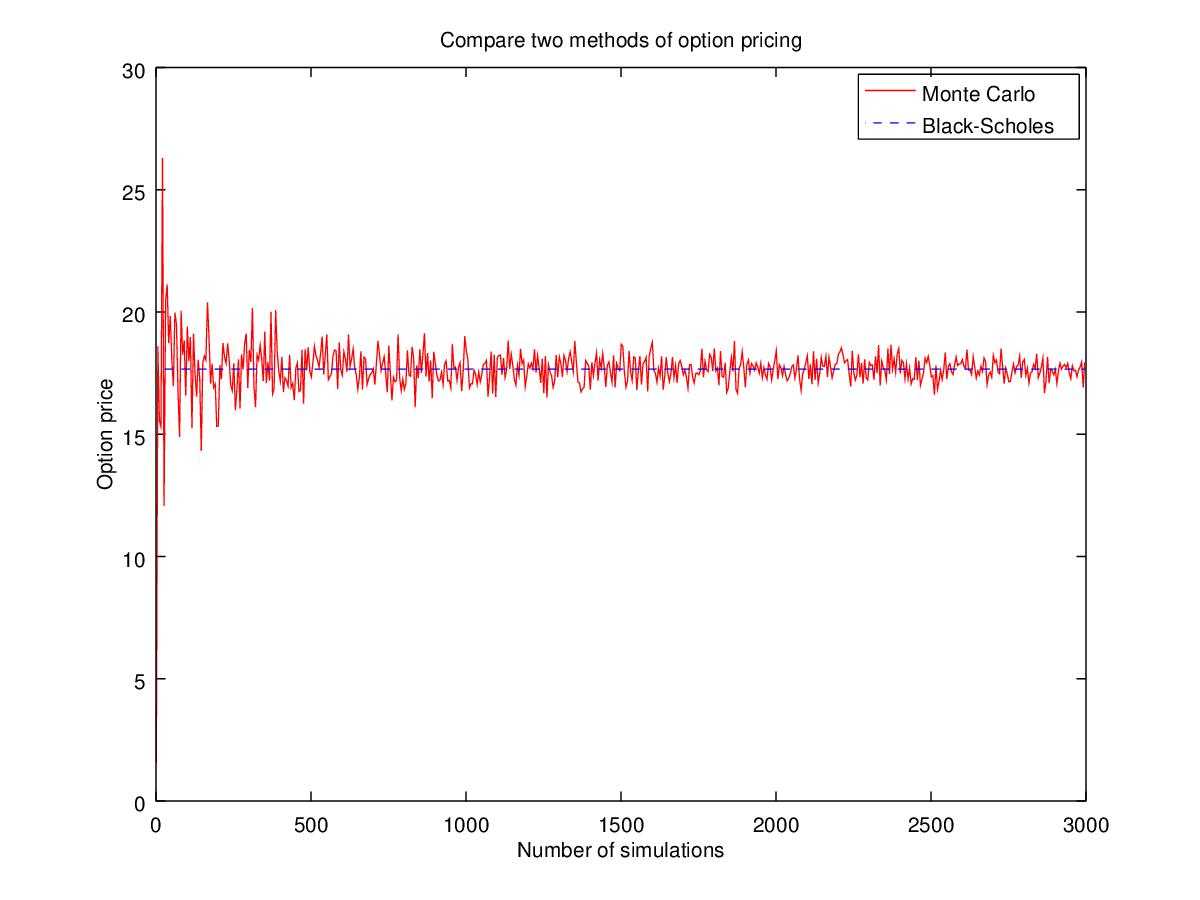 Compare two methods of option pricing
30
Monte Carlo
Black-Scholes
25
20
15
10
5
0
Option price
0 500 1000 1500 2000 2500 3000
Number of simulations